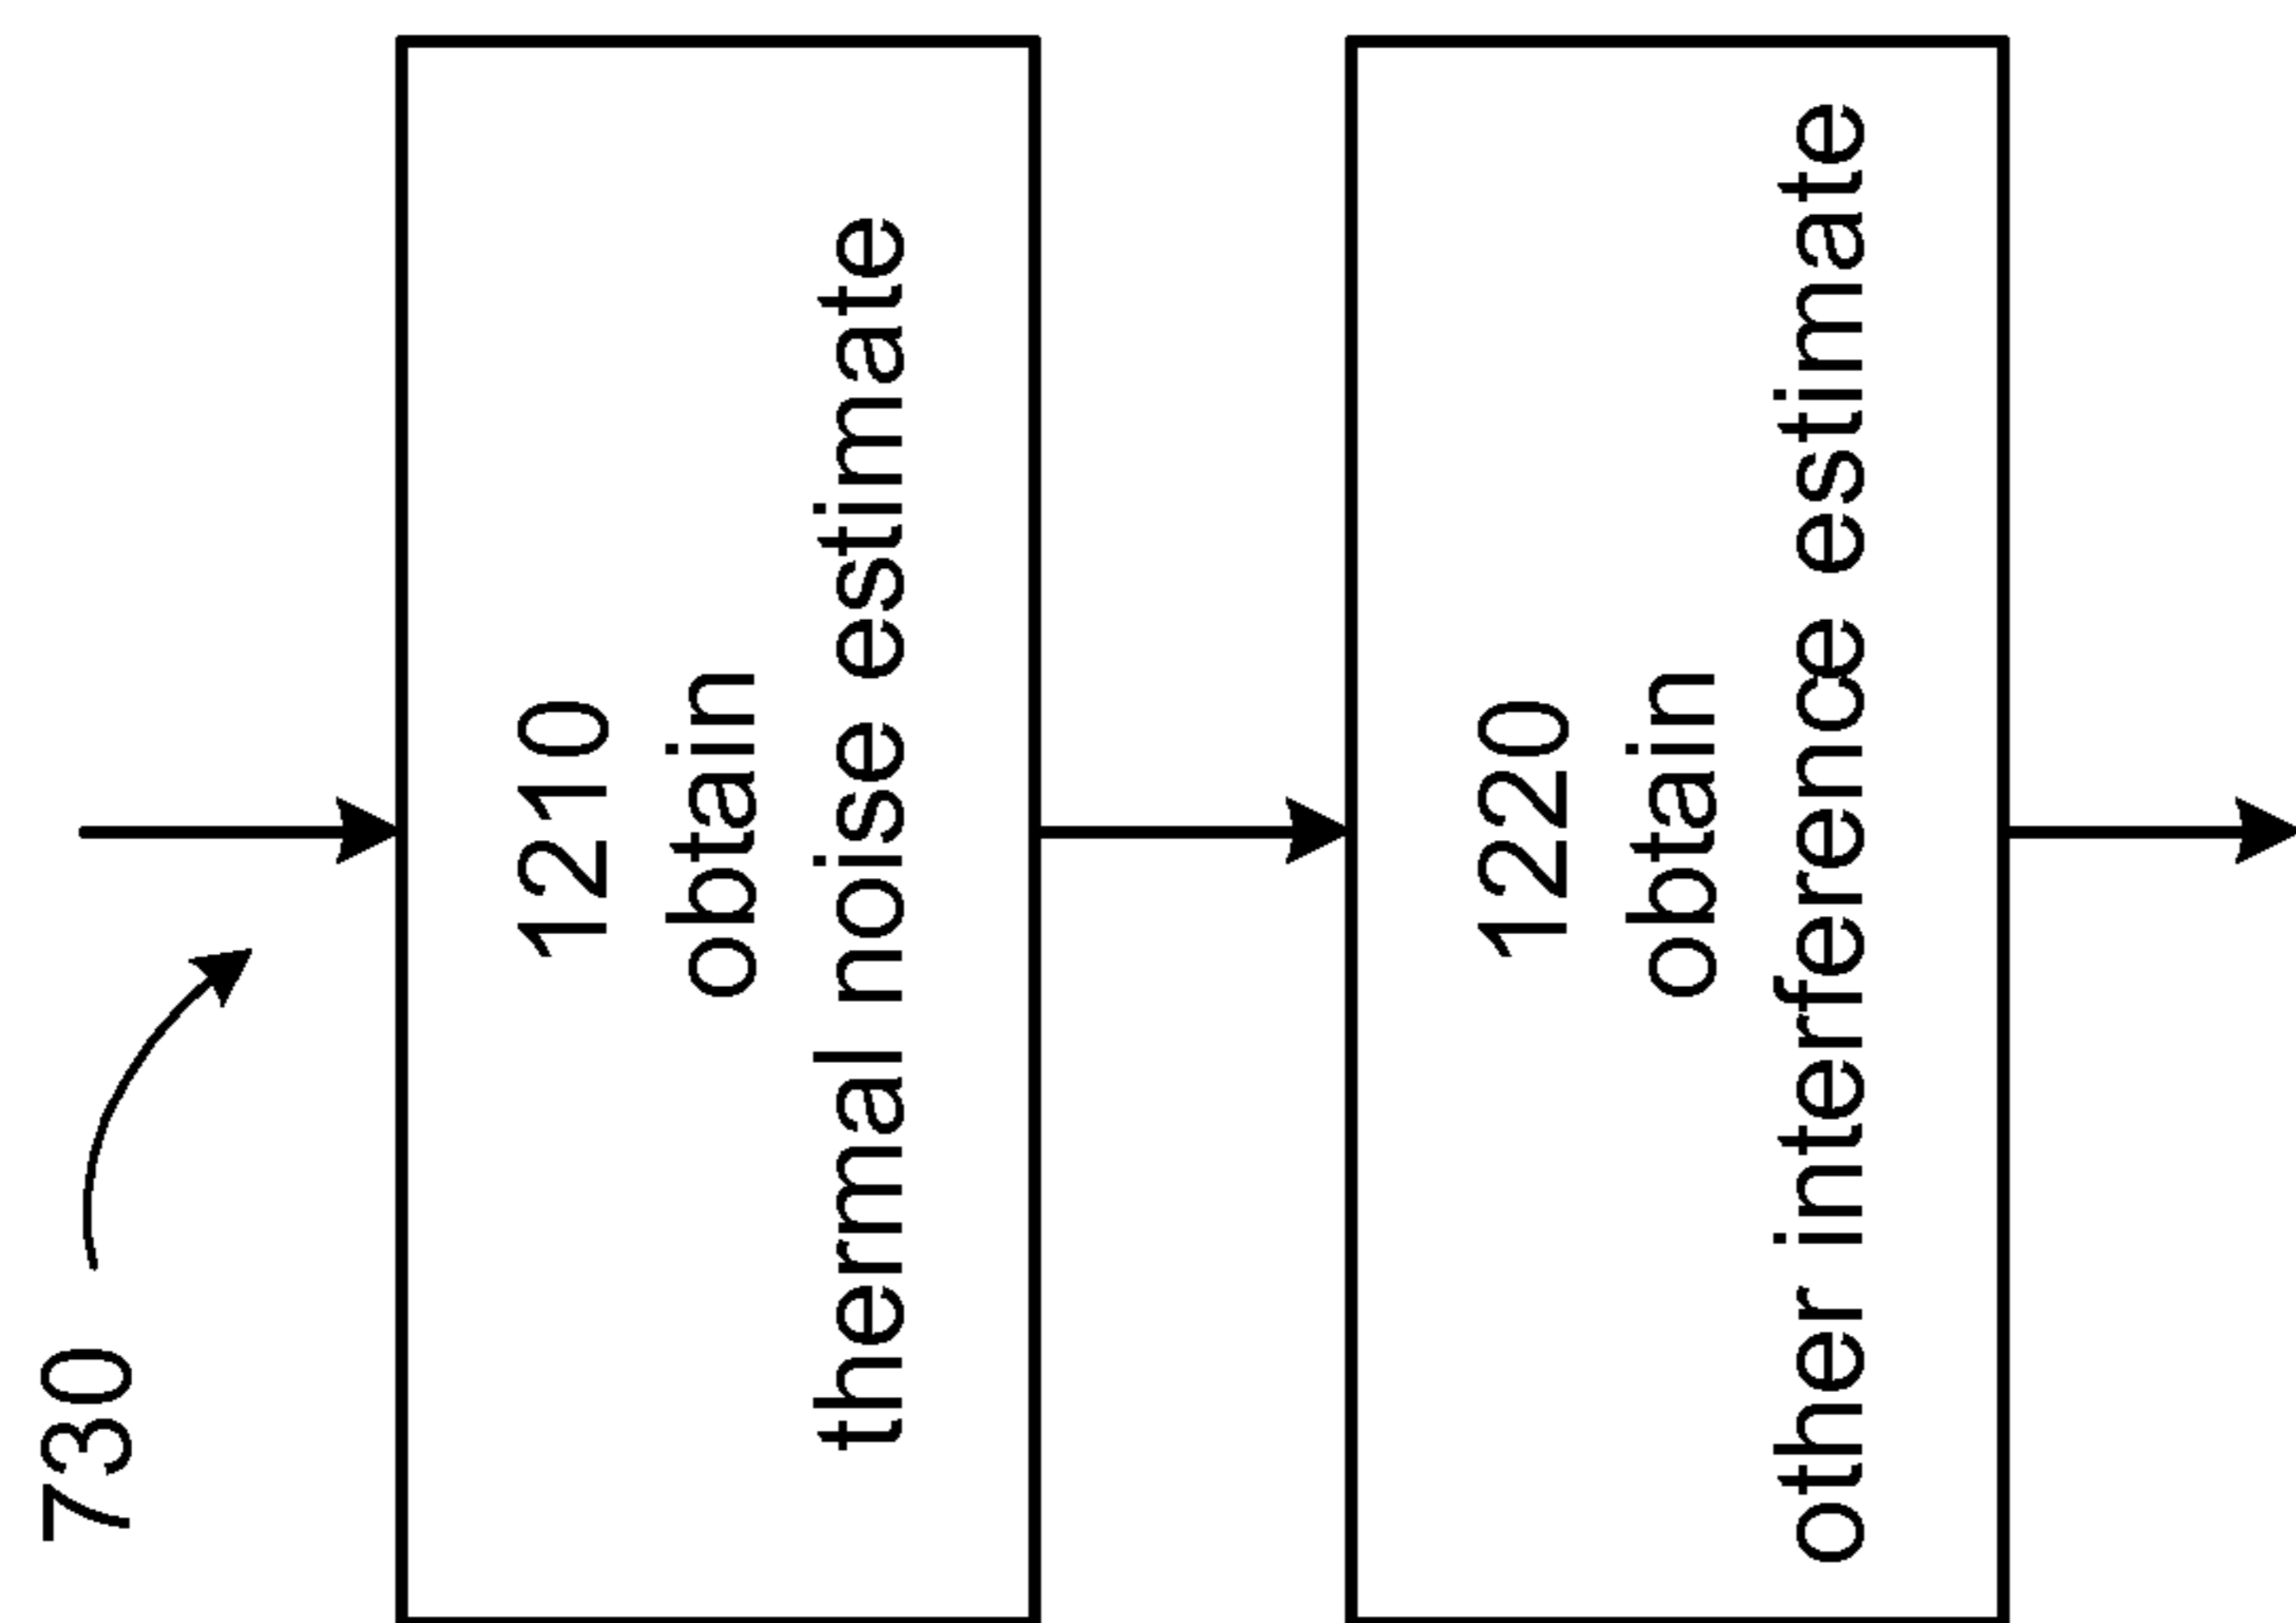 730
1210
obtain
thermal noise estimate
1220
obtain
other interference estimate